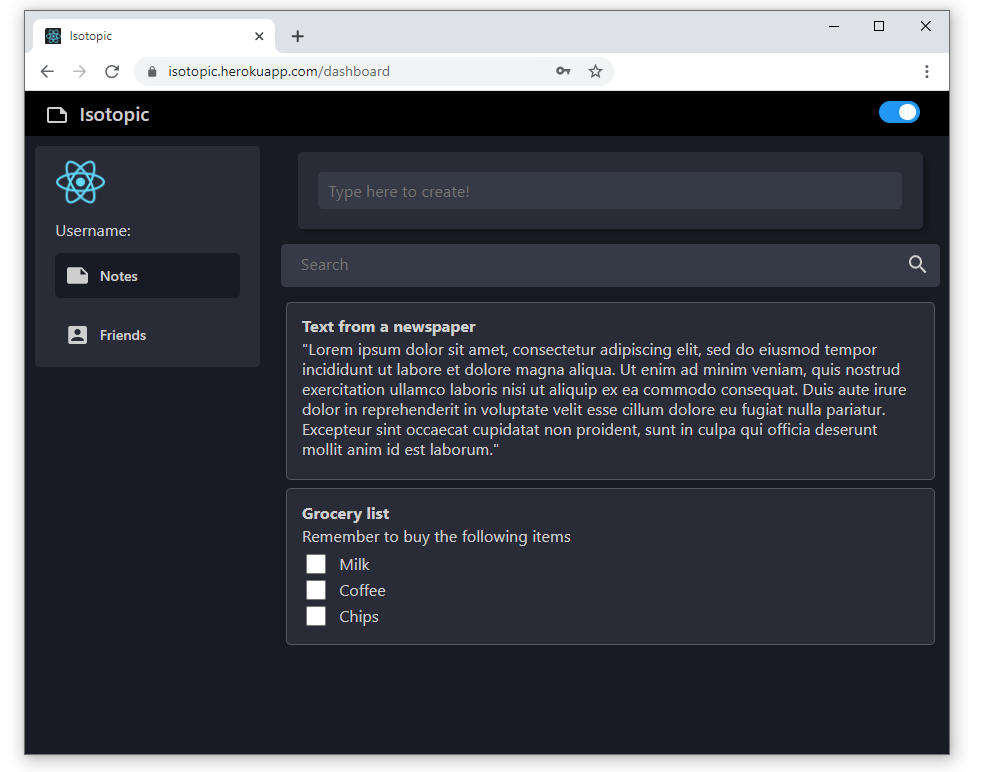 Isotopic
isotopic.herokuapp.com/dashboard
Isotopic
Username:
Notes
Friends
Type here to create!
Search
Text from a newspaper
"Lorem ipsum dolor sit amet, consectetur adipiscing elit, sed do eiusmod tempor
incididunt ut labore et dolore magna aliqua. Ut enim ad minim veniam, quis nostrud
exercitation ullamco laboris nisi ut aliquip ex ea commodo consequat. Duis aute irure
dolor in reprehenderit in voluptate velit esse cillum dolore eu fugiat nulla pariatur.
Excepteur sint occaecat cupidatat non proident, sunt in culpa qui officia deserunt
mollit anim id est laborum."
Grocery list
Remember to buy the following items
Milk
Coffee
Chips